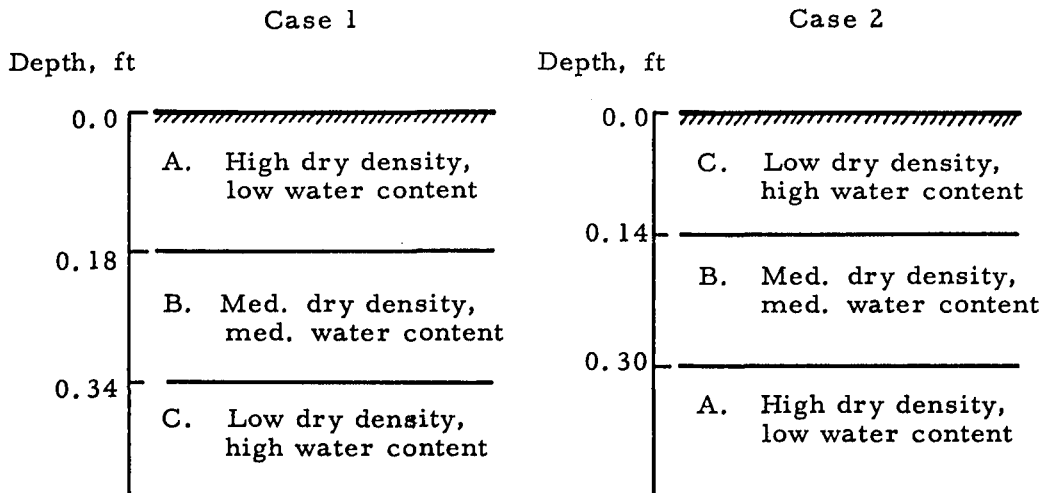 Case 1
Depth, ft
0.0
A. High dry density,
low water content
0.18
B. Med. dry density,
med. water content
0.34
C. Low dry density,
high water content
Case 2
Depth, ft
0.0
C. Low dry density,
high water content
0.14
B. Med. dry density,
med. water content
0.30
A. High dry density,
low water content